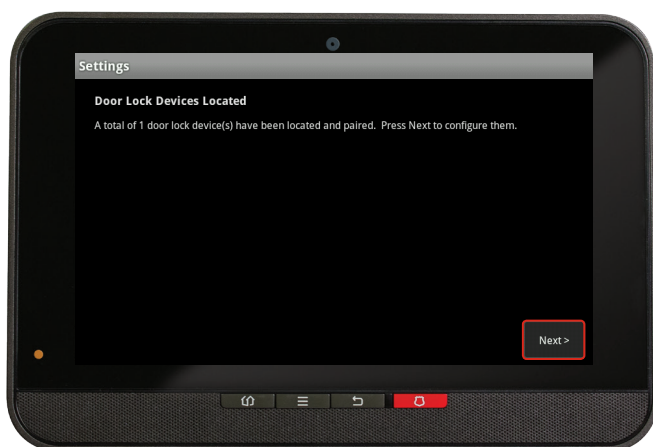 Settings
Door Lock Devices Located
A total of 1 door lock device(s) have been located and paired. Press Next to configure them.
Next >